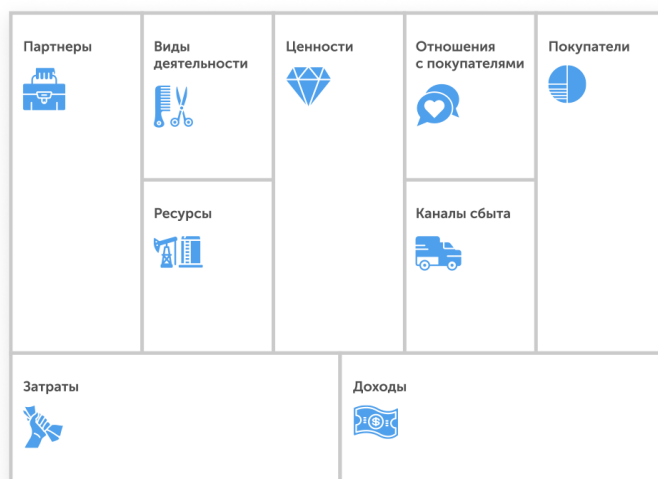 Партнеры
Виды
деятельности
Ценности
Отношения
с покупателями
Покупатели
Ресурсы
Каналы сбыта
Затраты
Доходы